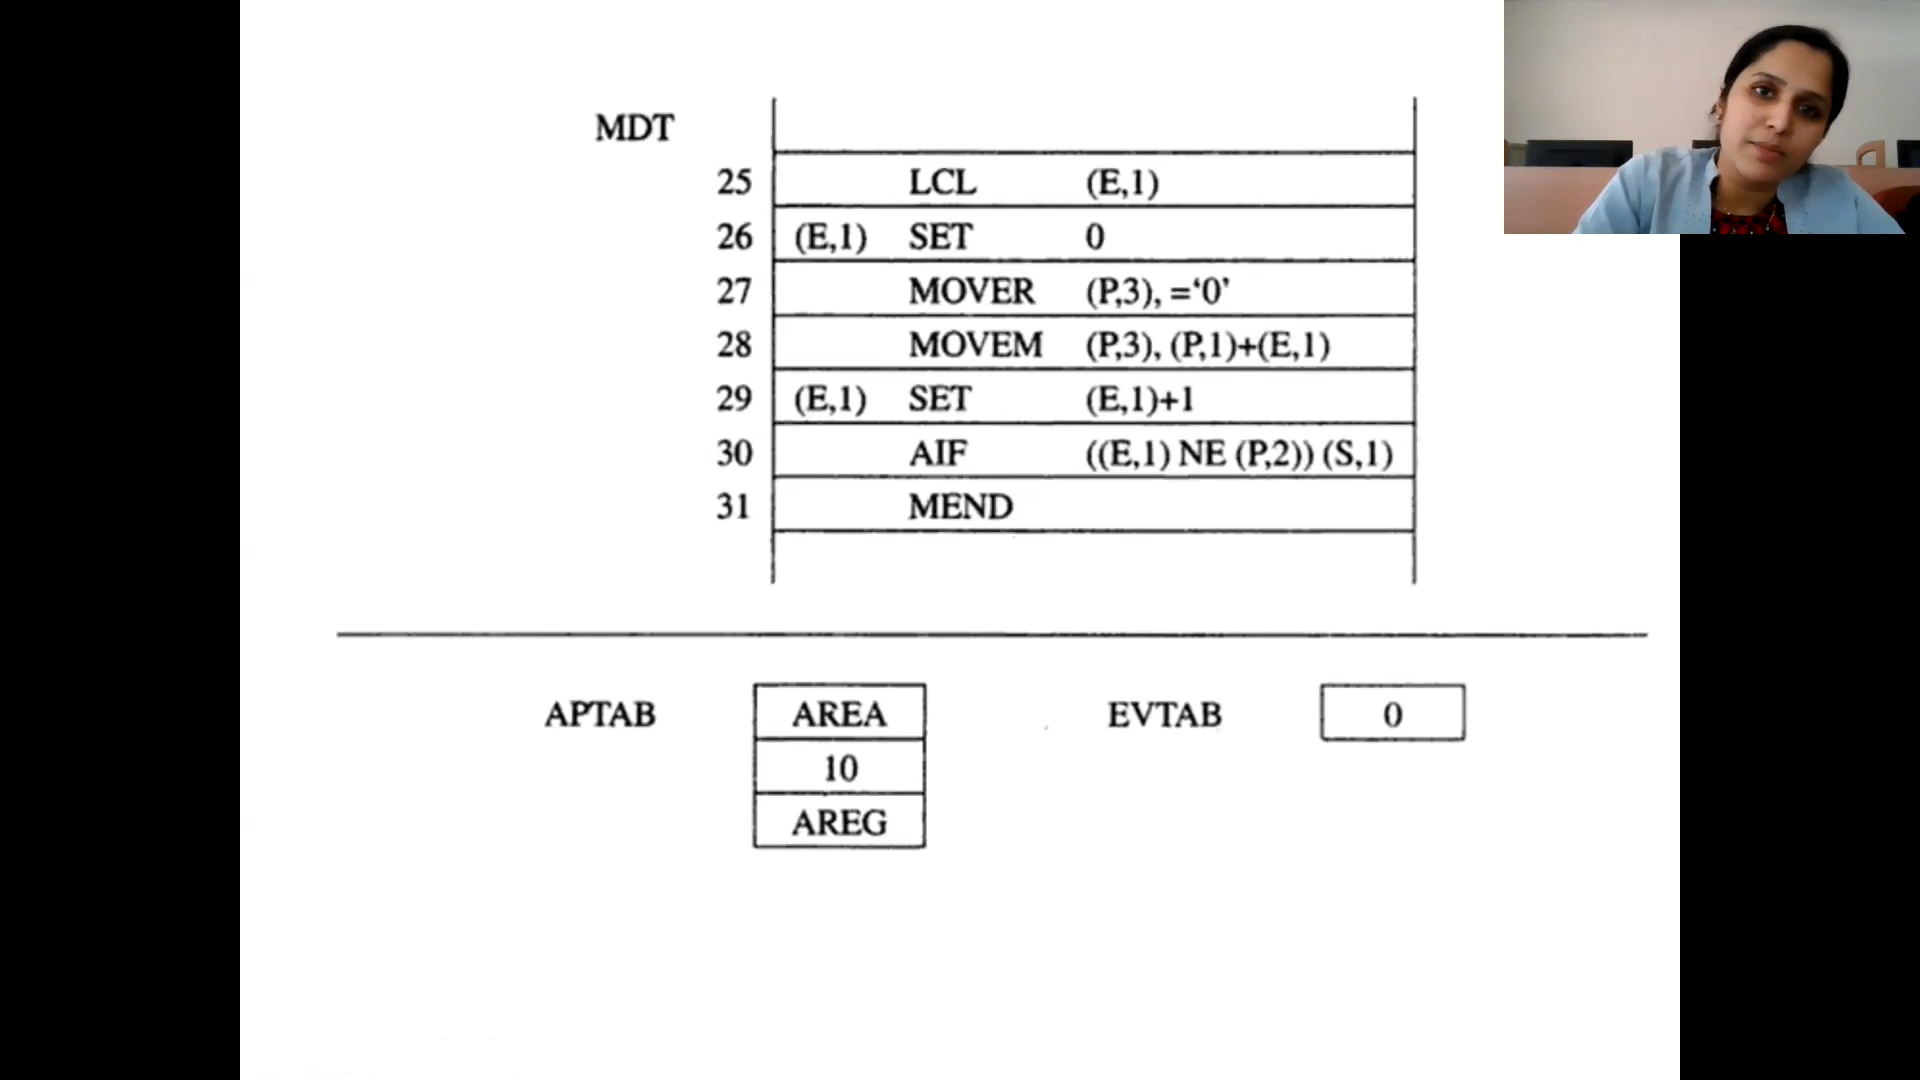 MDT
25 LCL (E,1)
26 (E,1) SET 0
27 MOVER (P,3), =‘0’
28 MOVEM (P,3), (P,1)+(E,1)
29 (E,1) SET (E,1)+1
30 AIF ((E,1) NE (P,2)) (S,1)
31 MEND
APTAB AREA EVTAB 0
10
AREG